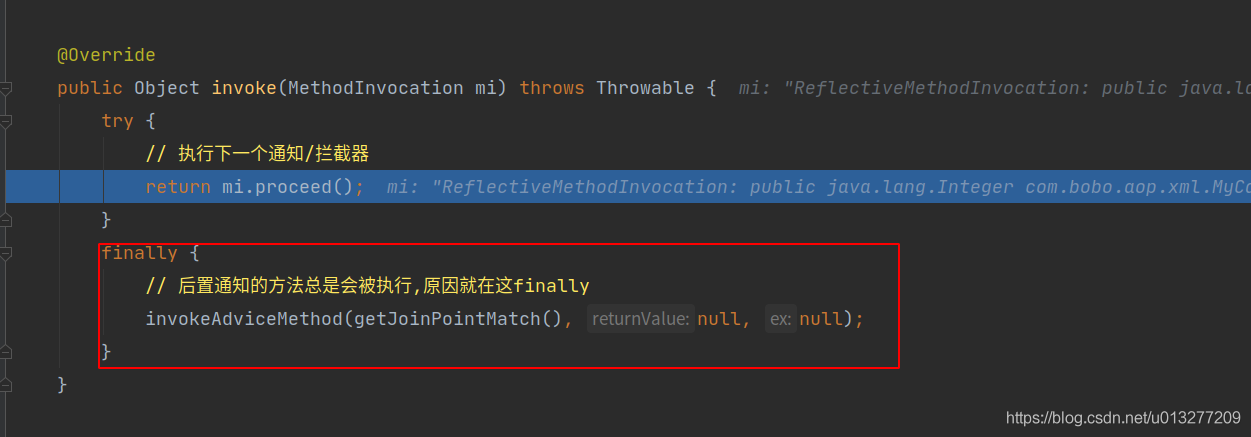 @Override
public Object invoke(MethodInvocation mi) throws Throwable {  mi: "ReflectiveMethodInvocation: public java.la
try {
// 执行下一个通知/拦截器
return mi.proceed();  mi: "ReflectiveMethodInvocation: public java.lang.Integer com.bobo.aop.xml.MyCa
}
finally {
// 后置通知的方法总是会被执行,原因就在这finally
invokeAdviceMethod(getJoinPointMatch(), returnValue: null, ex: null);
}
}
https://blog.csdn.net/u013277209